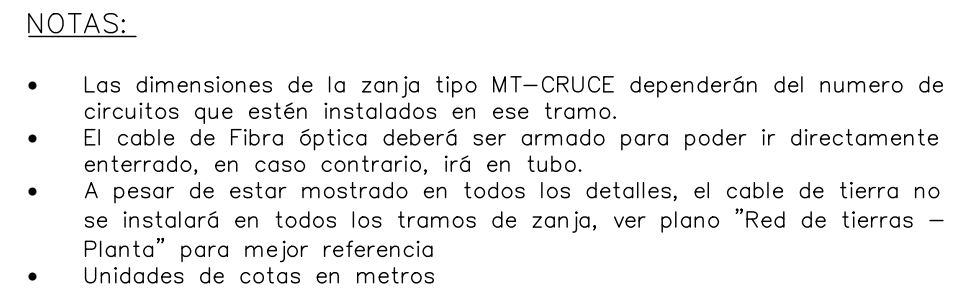 NOTAS:
• Las dimensiones de la zanja tipo MT-CRUCE dependerán del numero de
circuitos que estén instalados en ese tramo.
• El cable de Fibra óptica deberá ser armado para poder ir directamente
enterrado, en caso contrario, irá en tubo.
• A pesar de estar mostrado en todos los detalles, el cable de tierra no
se instalará en todos los tramos de zanja, ver plano "Red de tierras -
Planta" para mejor referencia
• Unidades de cotas en metros